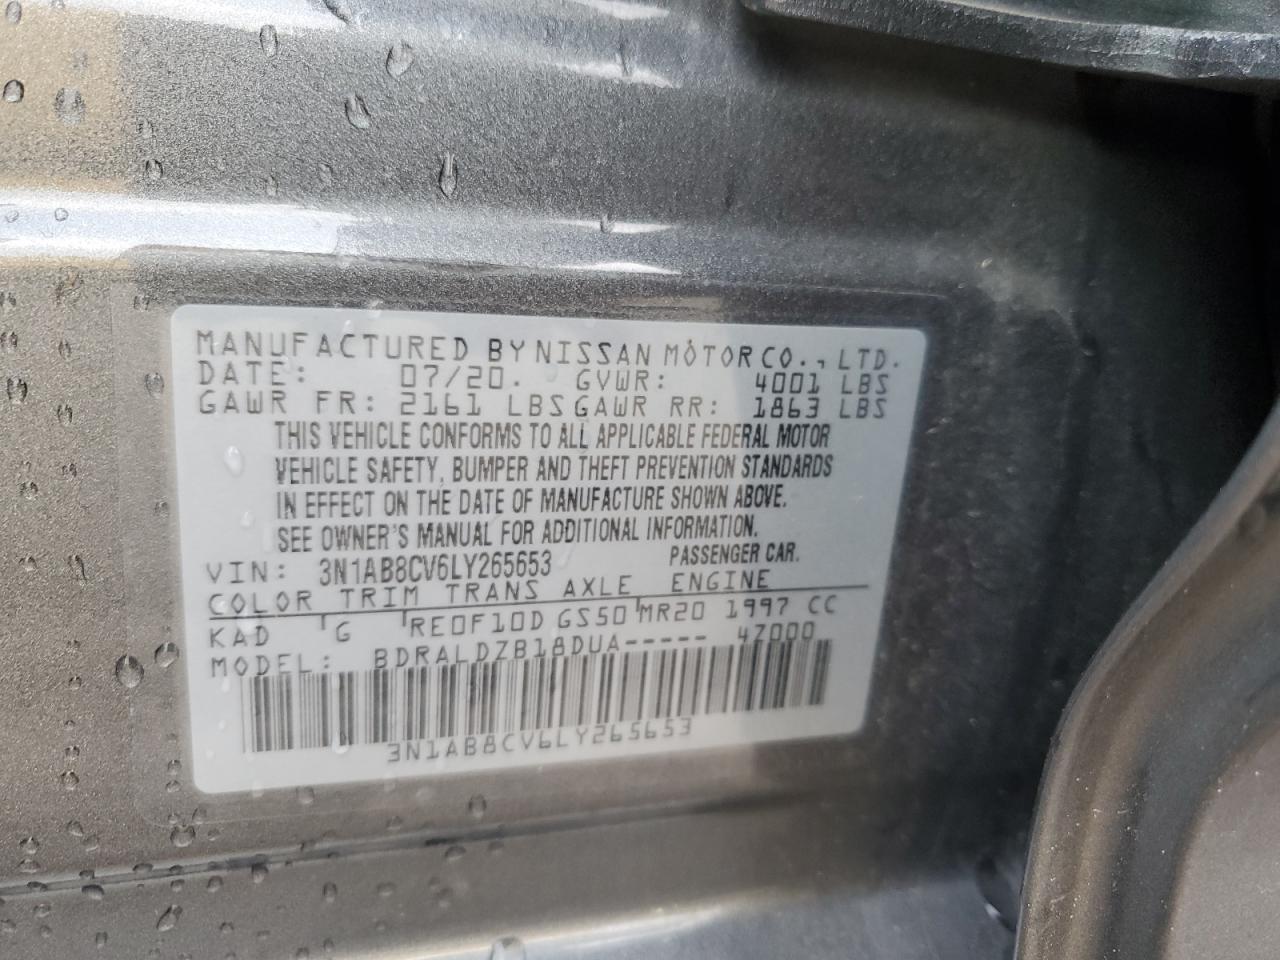 MANUFACTURED BY NISSAN MOTOR CO., LTD.
DATE: 07/20. GVWR: 4001 LBS
GAWR FR: 2161 LBS GAWR RR: 1863 LBS
THIS VEHICLE CONFORMS TO ALL APPLICABLE FEDERAL MOTOR
VEHICLE SAFETY, BUMPER AND THEFT PREVENTION STANDARDS
IN EFFECT ON THE DATE OF MANUFACTURE SHOWN ABOVE.
SEE OWNER'S MANUAL FOR ADDITIONAL INFORMATION.
VIN: 3N1AB8CV6LY265653 PASSENGER CAR.
COLOR TRIM TRANS AXLE ENGINE
KAD G RE0F10D GS50 MR20 1997 CC
MODEL: BDRALDZB18DUA----- 47000
3N1AB8CV6LY265653